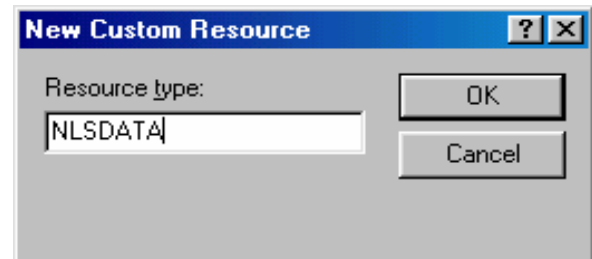 New Custom Resource
Resource type:
NLSDATA
OK
Cancel